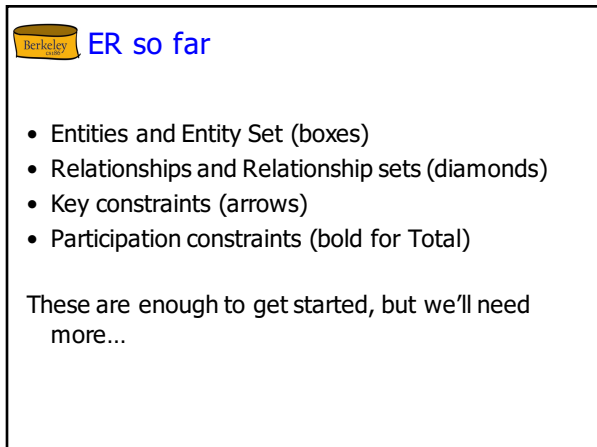 Berkeley
cs186
ER so far
• Entities and Entity Set (boxes)
• Relationships and Relationship sets (diamonds)
• Key constraints (arrows)
• Participation constraints (bold for Total)
These are enough to get started, but we’ll need
more…